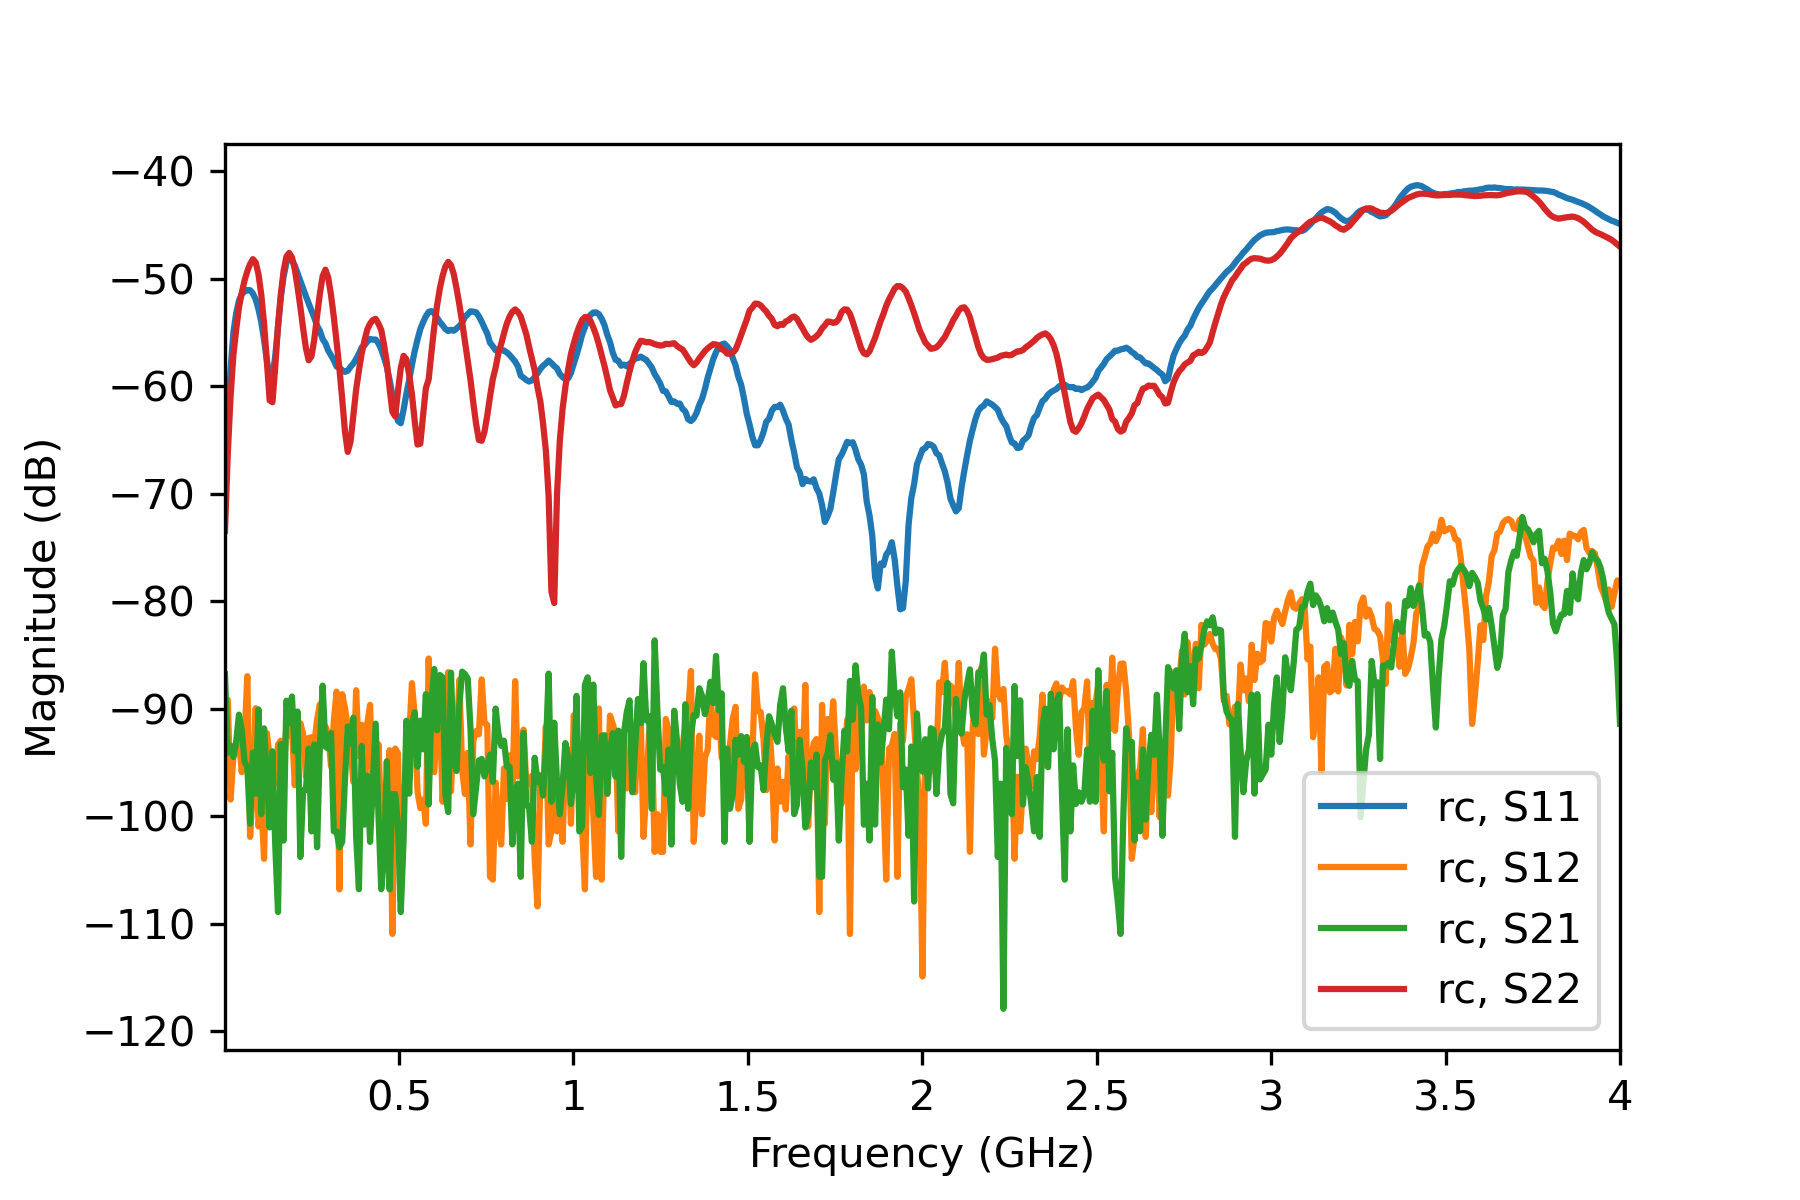 −40
−50
−60
−70
−80
−90
−100
−110
−120
Magnitude (dB)
0.5 1 1.5 2 2.5 3 3.5 4
Frequency (GHz)
rc, S11
rc, S12
rc, S21
rc, S22